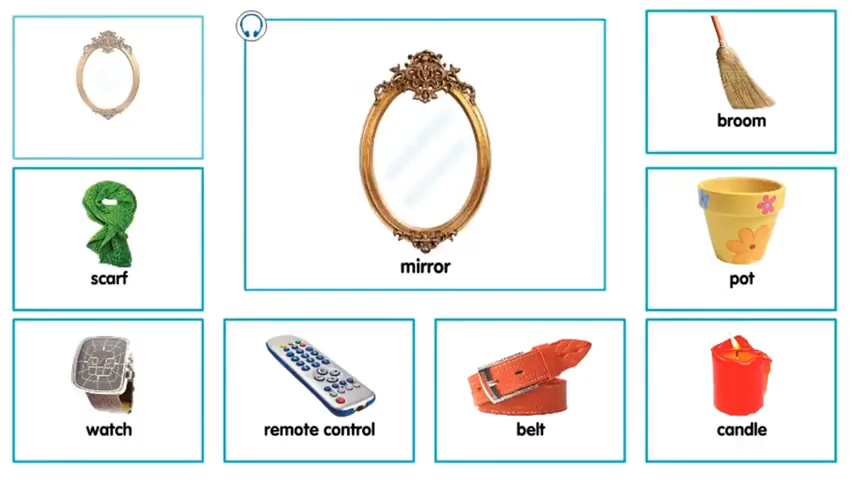 broom
mirror
scarf
pot
watch
remote control
belt
candle